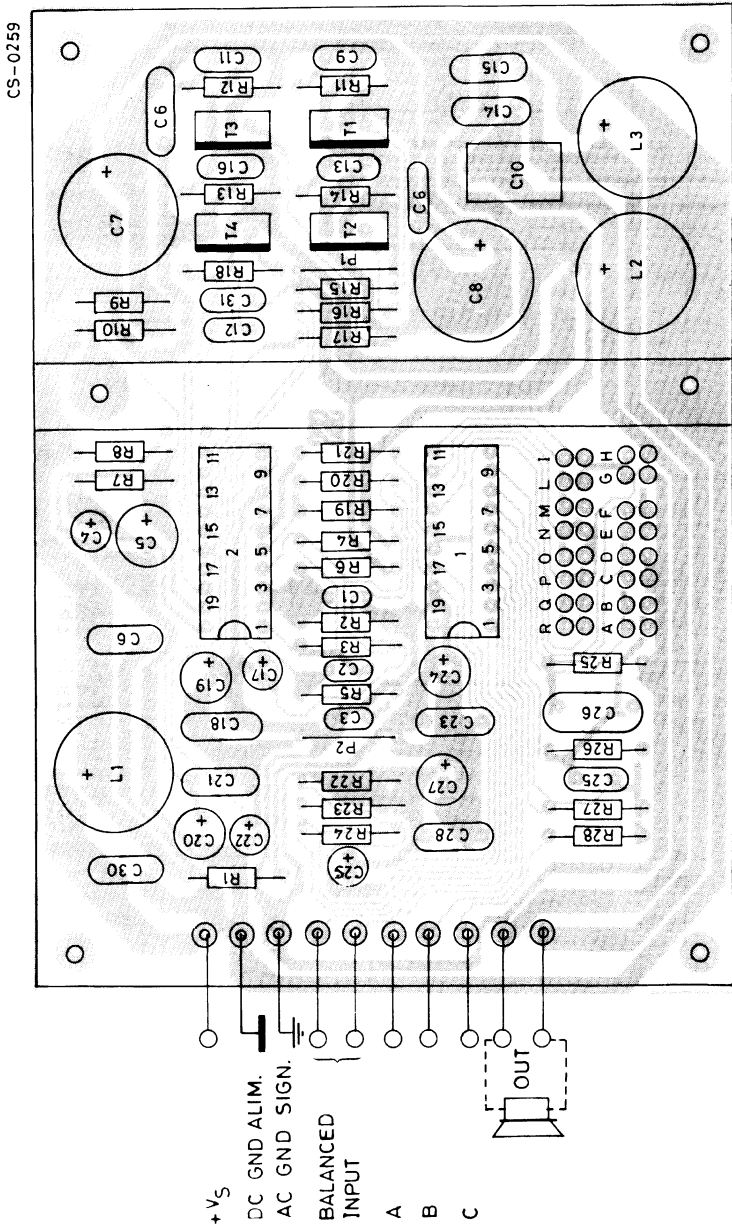 CS-0259
C11
R12
C9
R11
C15
C14
C6
T3
T1
+
L3
+
C7
C16
R13
C13
R14
C6
C10
T4
T2
P1
+
C8
+
L2
R18
R15
R9
C31
R16
R10
C12
R17
R8
R7
11 9
13
R21
R20
11 9
13
I
L
H
G
C4
+
C5
+
15 7
2
17 5
19 3
1
R19
R4
R6
C1
R2
15 7
1
17 5
19 3
1
M
N
O
P
Q
R
F
E
D
C
B
A
C6
C19
+
C17
+
R3
C2
R5
C24
+
R25
C18
C3
P2
C23
C26
L1
+
C21
R22
C27
+
R26
C25
C20
+
C22
+
R23
R24
C28
R27
R28
C30
R1
C25
+
+VS
DC GND ALIM.
AC GND SIGN.
BALANCED
INPUT
A
B
C
OUT